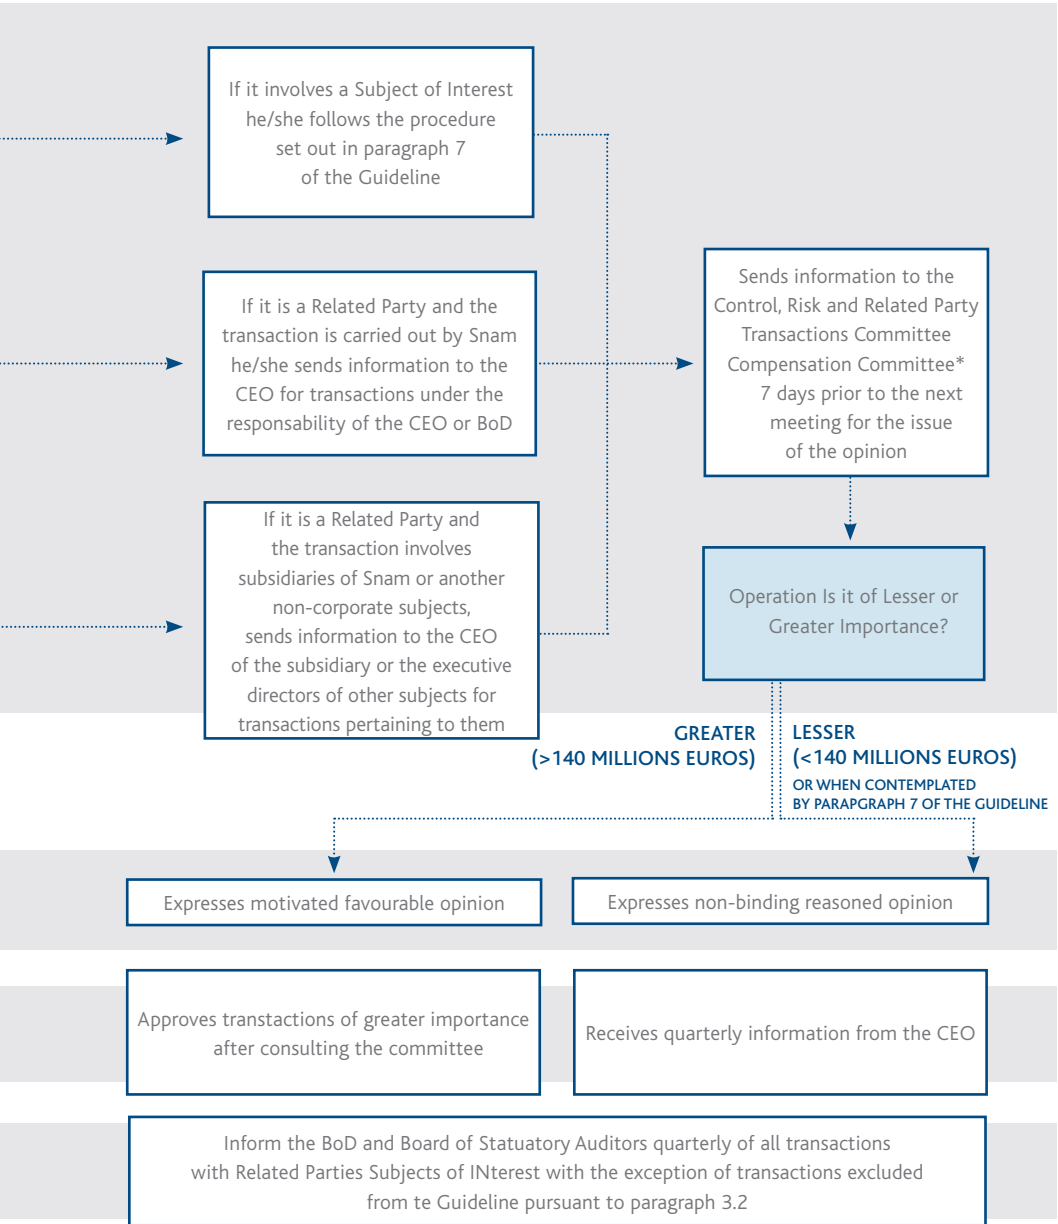 If it involves a Subject of Interest
he/she follows the procedure
set out in paragraph 7
of the Guideline
If it is a Related Party and the
transaction is carried out by Snam
he/she sends information to the
CEO for transactions under the
responsability of the CEO or BoD
If it is a Related Party and
the transaction involves
subsidiaries of Snam or another
non-corporate subjects,
sends information to the CEO
of the subsidiary or the executive
directors of other subjects for
transactions pertaining to them
Sends information to the
Control, Risk and Related Party
Transactions Committee
Compensation Committee*
7 days prior to the next
meeting for the issue
of the opinion
Operation Is it of Lesser or
Greater Importance?
GREATER
(>140 MILLIONS EUROS)
LESSER
(<140 MILLIONS EUROS)
OR WHEN CONTEMPLATED
BY PARAPGRAPH 7 OF THE GUIDELINE
Expresses motivated favourable opinion
Expresses non-binding reasoned opinion
Approves transtactions of greater importance
after consulting the committee
Receives quarterly information from the CEO
Inform the BoD and Board of Statuatory Auditors quarterly of all transactions
with Related Parties Subjects of INterest with the exception of transactions excluded
from te Guideline pursuant to paragraph 3.2